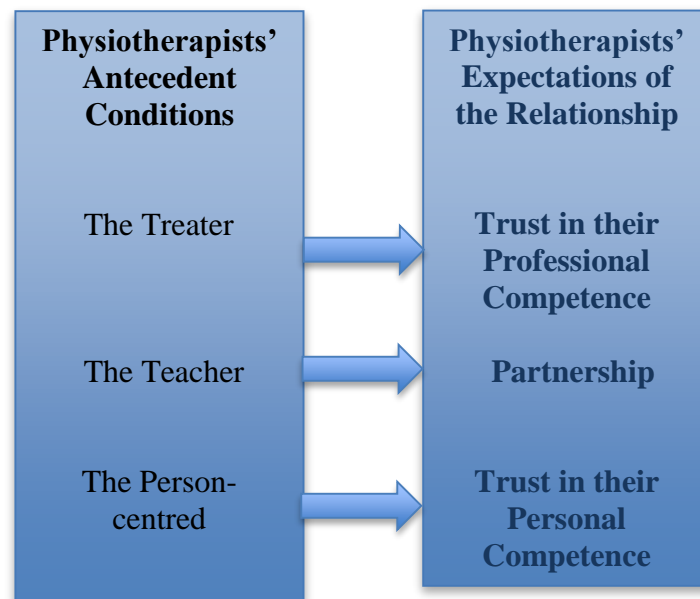 Physiotherapists’
Antecedent
Conditions
The Treater
The Teacher
The Person-
centred
Physiotherapists’
Expectations of
the Relationship
Trust in their
Professional
Competence
Partnership
Trust in their
Personal
Competence